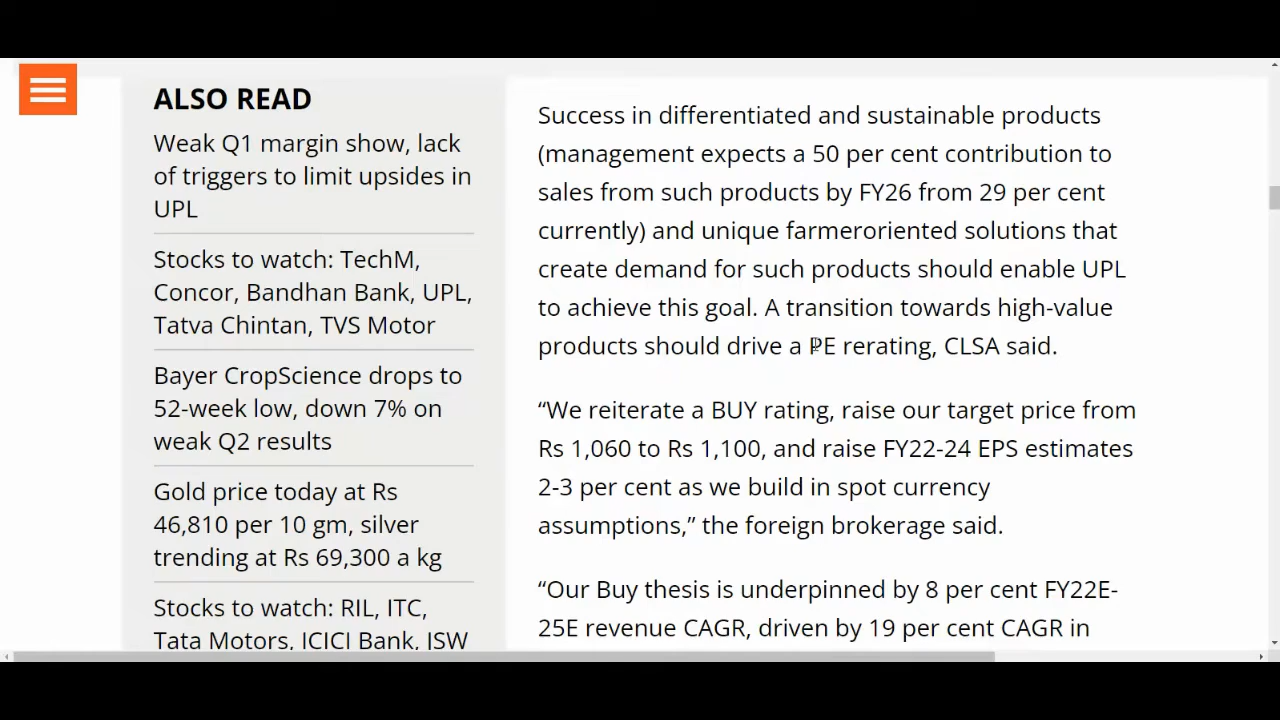 ALSO READ
Weak Q1 margin show, lack
of triggers to limit upsides in
UPL
Stocks to watch: TechM,
Concor, Bandhan Bank, UPL,
Tatva Chintan, TVS Motor
Bayer CropScience drops to
52-week low, down 7% on
weak Q2 results
Gold price today at Rs
46,810 per 10 gm, silver
trending at Rs 69,300 a kg
Stocks to watch: RIL, ITC,
Tata Motors, ICICI Bank, JSW
Success in differentiated and sustainable products
(management expects a 50 per cent contribution to
sales from such products by FY26 from 29 per cent
currently) and unique farmeroriented solutions that
create demand for such products should enable UPL
to achieve this goal. A transition towards high-value
products should drive a PE rerating, CLSA said.
“We reiterate a BUY rating, raise our target price from
Rs 1,060 to Rs 1,100, and raise FY22-24 EPS estimates
2-3 per cent as we build in spot currency
assumptions,” the foreign brokerage said.
“Our Buy thesis is underpinned by 8 per cent FY22E-
25E revenue CAGR, driven by 19 per cent CAGR in